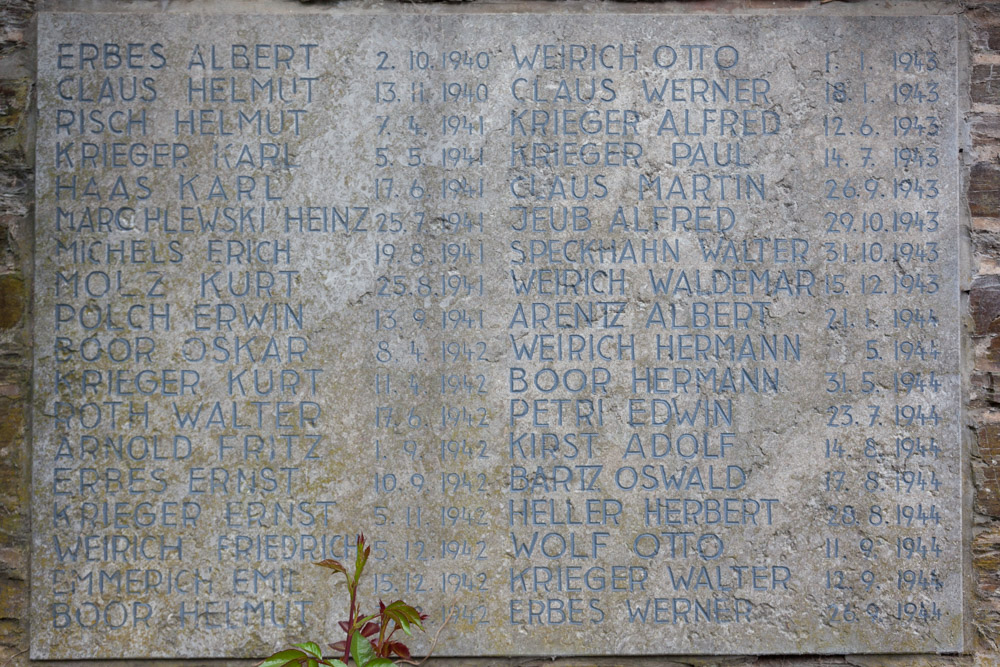 ERBES ALBERT 2. 10. 1940
CLAUS HELMUT 13. 11. 1940
RISCH HELMUT 7. 4. 1941
KRIEGER KARL 5. 5. 1941
HAAS KARL 17. 6. 1941
MARCHLEWSKI HEINZ 25. 7. 1941
MICHELS ERICH 19. 8. 1941
MOLZ KURT 25. 8. 1941
POLCH ERWIN 13. 9. 1941
BOOR OSKAR 8. 4. 1942
KRIEGER KURT 11. 4. 1942
ROTH WALTER 17. 6. 1942
ARNOLD FRITZ 1. 9. 1942
ERBES ERNST 10. 9. 1942
KRIEGER ERNST 5. 11. 1942
WEIRICH FRIEDRICH 5. 12. 1942
EMMERICH EMIL 15. 12. 1942
BOOR HELMUT 1942
WEIRICH OTTO 1. 1943
CLAUS WERNER 18. 1. 1943
KRIEGER ALFRED 12. 6. 1943
KRIEGER PAUL 14. 7. 1943
CLAUS MARTIN 26. 9. 1943
JEUB ALFRED 29. 10. 1943
SPECKHAHN WALTER 31. 10. 1943
WEIRICH WALDEMAR 15. 12. 1943
ARENTZ ALBERT 21. 1944
WEIRICH HERMANN 5. 1944
BOOR HERMANN 31. 5. 1944
PETRI EDWIN 23. 7. 1944
KIRST ADOLF 14. 8. 1944
BARTZ OSWALD 17. 8. 1944
HELLER HERBERT 28. 8. 1944
WOLF OTTO 11. 9. 1944
KRIEGER WALTER 12. 9. 1944
ERBES WERNER 26. 9. 1944